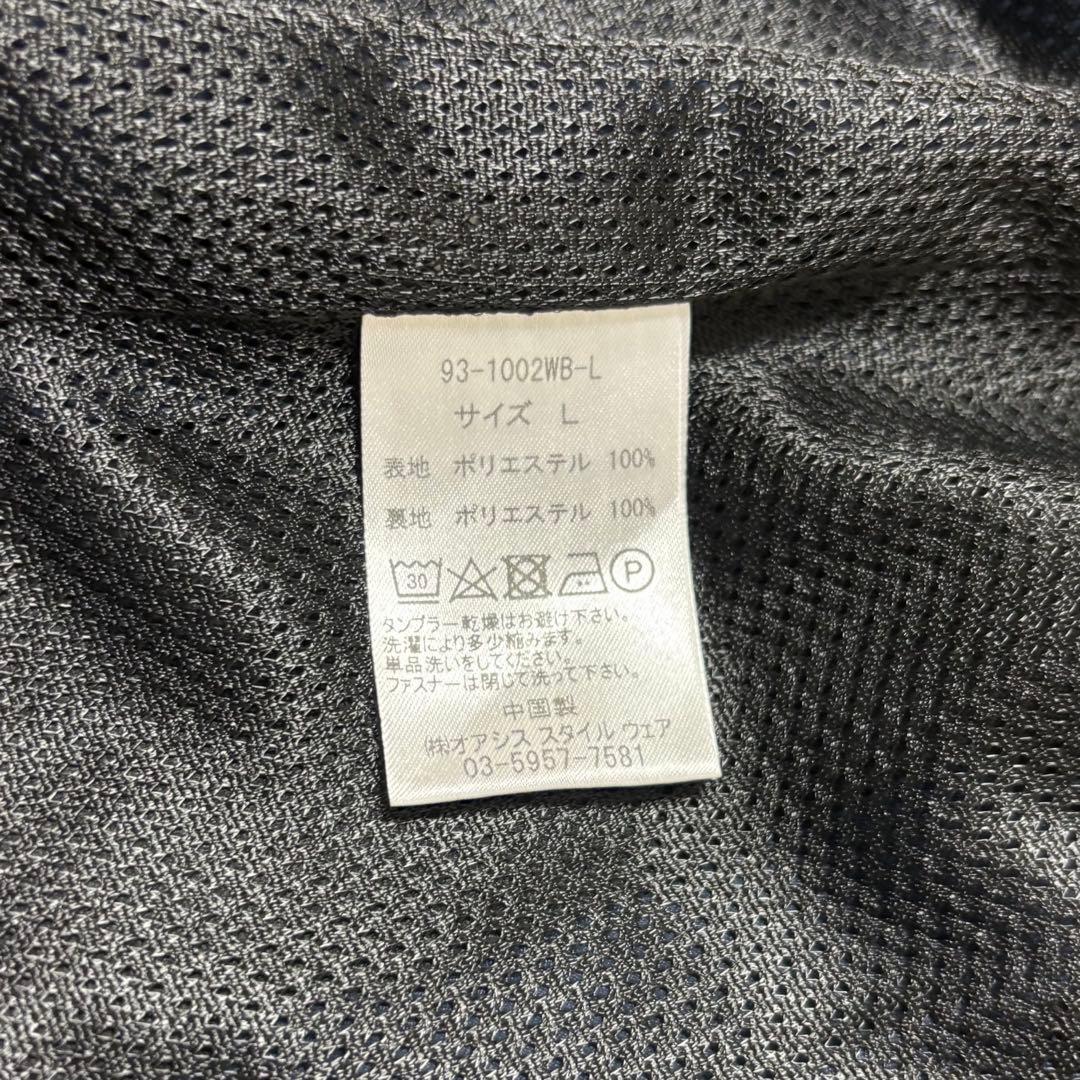 93-1002WB-L
サイズ L
表地 ポリエステル 100%
裏地 ポリエステル 100%
30 P
タンブラー乾燥はお避け下さい。
洗濯により多少縮みます。
単品洗いをしてください。
ファスナーは閉じて洗って下さい。
中国製
㈱オアシス スタイル ウェア
03-5957-7581